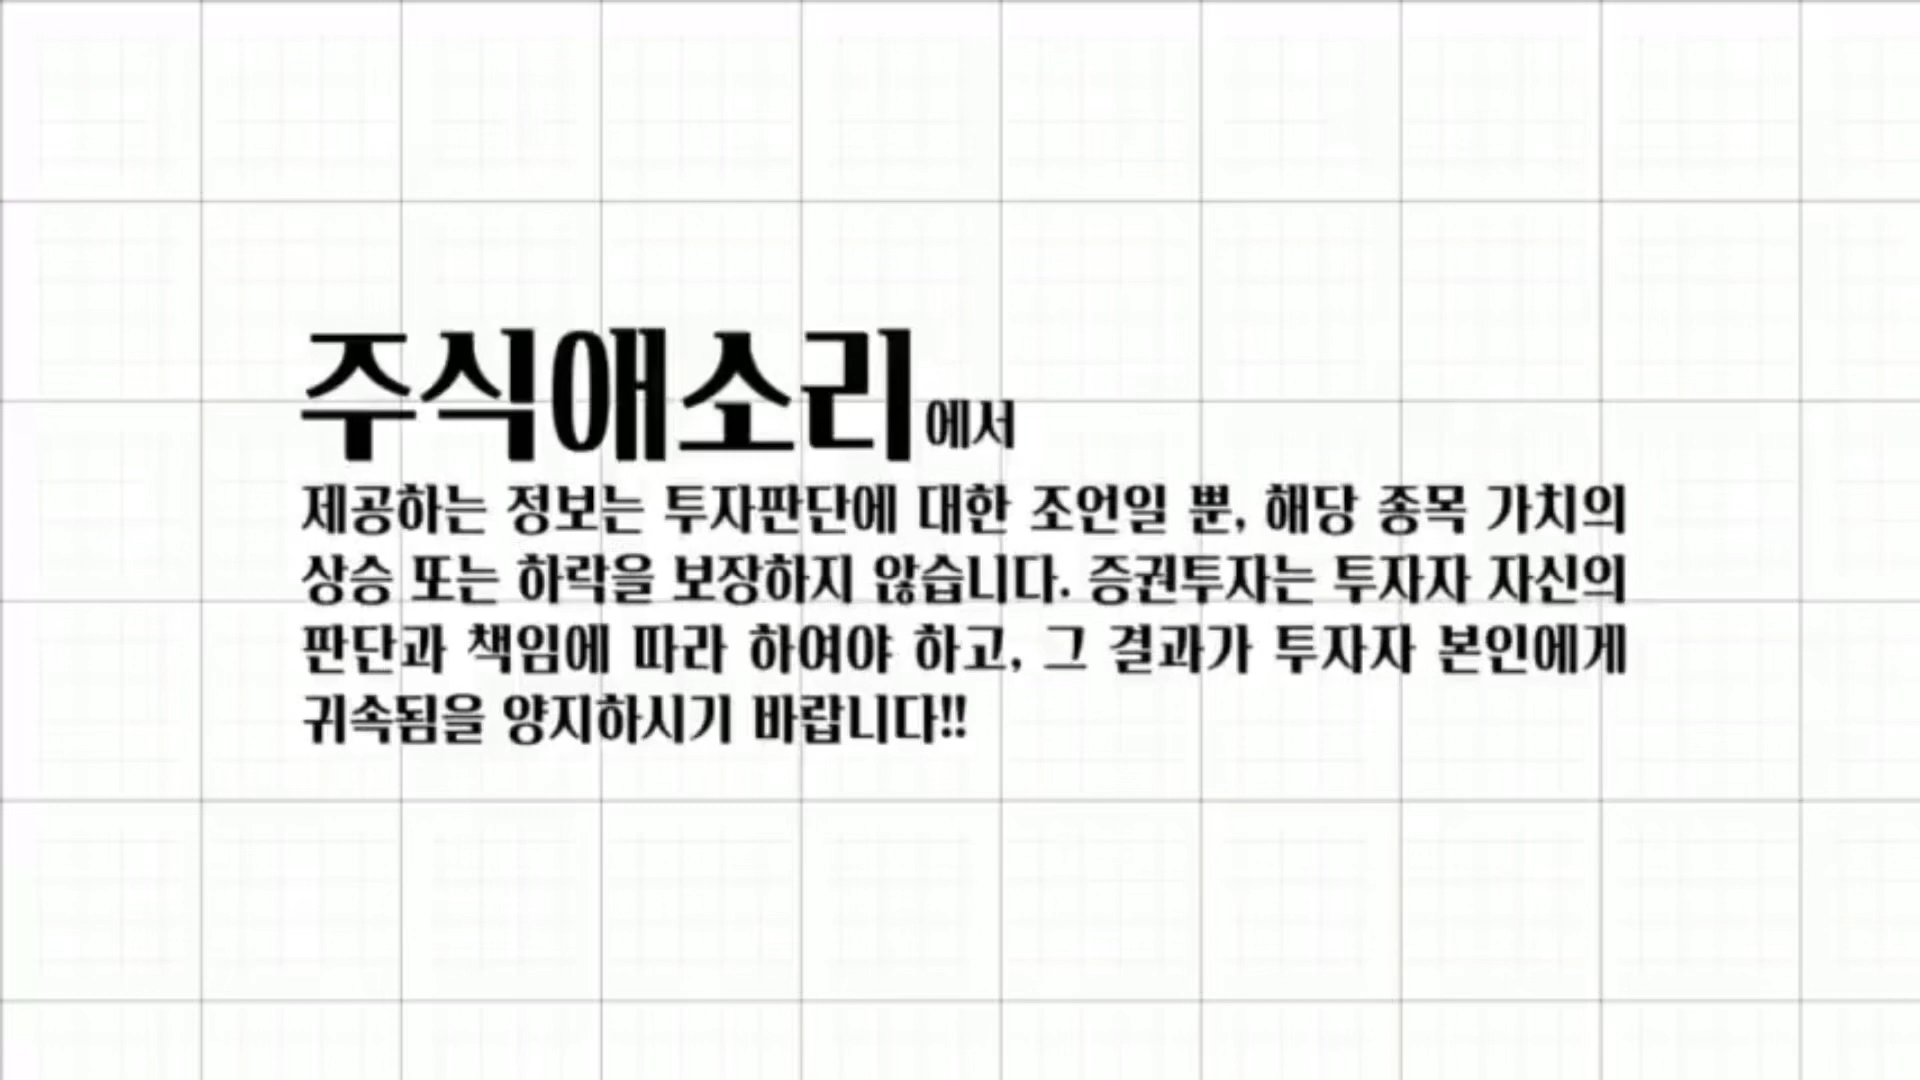 주식애소리에서
제공하는 정보는 투자판단에 대한 조언일 뿐, 해당 종목 가치의
상승 또는 하락을 보장하지 않습니다. 증권투자는 투자자 자신의
판단과 책임에 따라 하여야 하고, 그 결과가 투자자 본인에게
귀속됨을 양지하시기 바랍니다!!